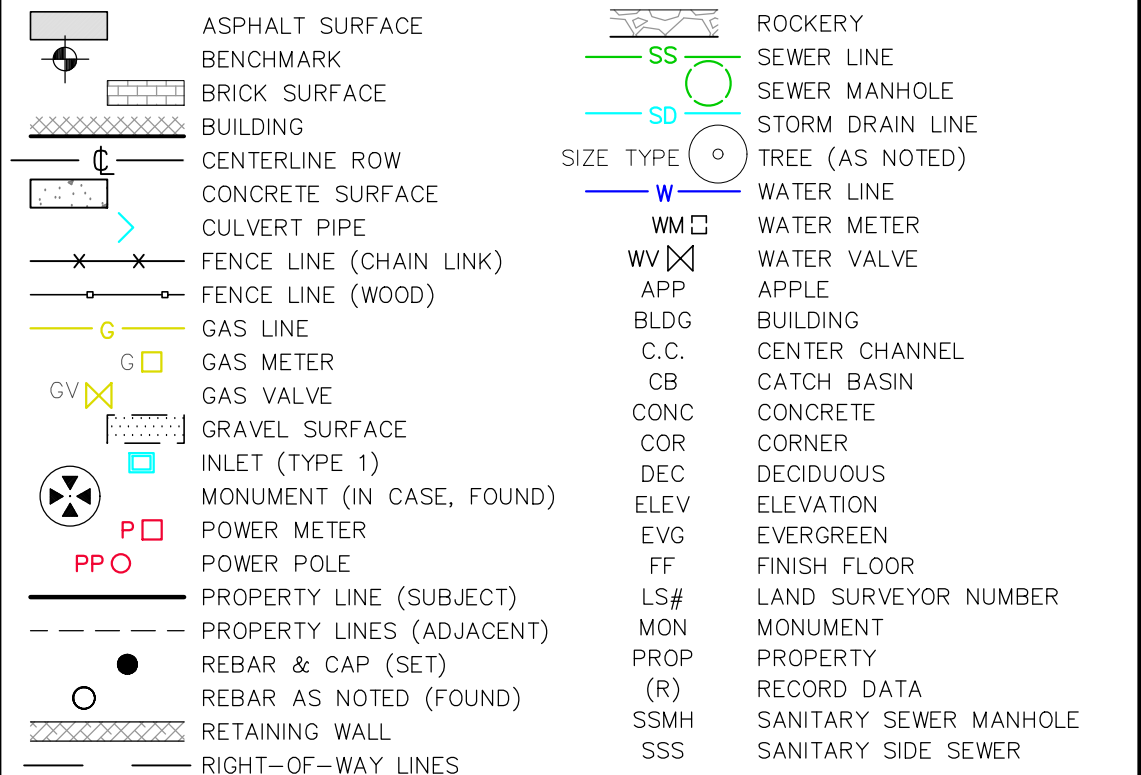 ASPHALT SURFACE
BENCHMARK
BRICK SURFACE
BUILDING
℄ CENTERLINE ROW
CONCRETE SURFACE
CULVERT PIPE
X X FENCE LINE (CHAIN LINK)
FENCE LINE (WOOD)
G GAS LINE
G GAS METER
GV GAS VALVE
GRAVEL SURFACE
INLET (TYPE 1)
MONUMENT (IN CASE, FOUND)
P POWER METER
PP POWER POLE
PROPERTY LINE (SUBJECT)
PROPERTY LINES (ADJACENT)
REBAR & CAP (SET)
REBAR AS NOTED (FOUND)
RETAINING WALL
RIGHT-OF-WAY LINES
ROCKERY
SS SEWER LINE
SEWER MANHOLE
SD STORM DRAIN LINE
SIZE TYPE TREE (AS NOTED)
W WATER LINE
WM WATER METER
WV WATER VALVE
APP APPLE
BLDG BUILDING
C.C. CENTER CHANNEL
CB CATCH BASIN
CONC CONCRETE
COR CORNER
DEC DECIDUOUS
ELEV ELEVATION
EVG EVERGREEN
FF FINISH FLOOR
LS# LAND SURVEYOR NUMBER
MON MONUMENT
PROP PROPERTY
(R) RECORD DATA
SSMH SANITARY SEWER MANHOLE
SSS SANITARY SIDE SEWER